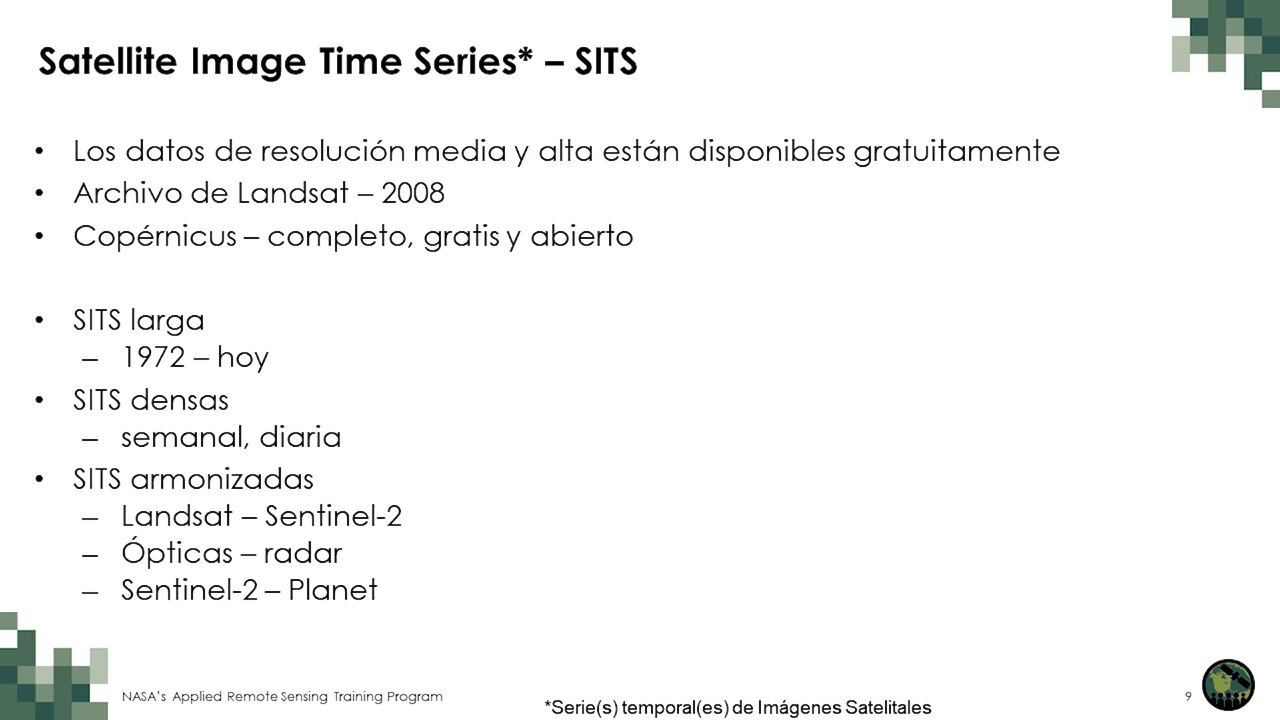 Satellite Image Time Series* – SITS
• Los datos de resolución media y alta están disponibles gratuitamente
• Archivo de Landsat – 2008
• Copérnicus – completo, gratis y abierto
• SITS larga
– 1972 – hoy
• SITS densas
– semanal, diaria
• SITS armonizadas
– Landsat – Sentinel-2
– Ópticas – radar
– Sentinel-2 – Planet
NASA's Applied Remote Sensing Training Program
*Serie(s) temporal(es) de Imágenes Satelitales
9